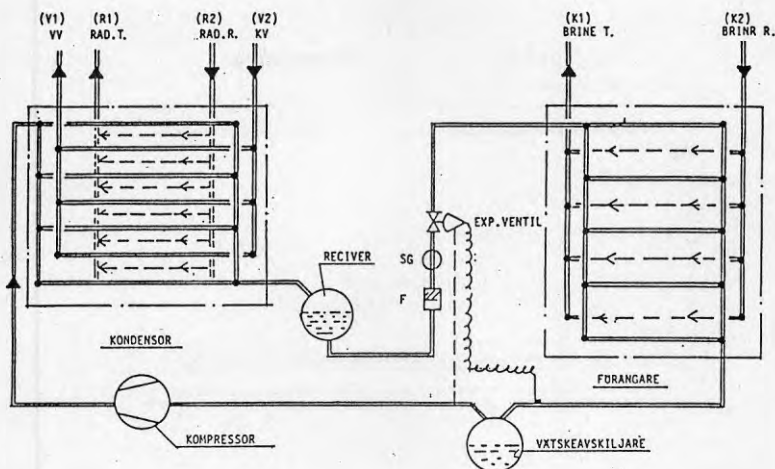 (V1) (R1) (R2) (V2)
VV RAD.T. RAD.R. KV
(K1) (K2)
BRINE T. BRINR R.
EXP.VENTIL
SG
RECIVER
F
KONDENSOR
FÖRÅNGARE
KOMPRESSOR
VÄTSKEAVSKILJARE